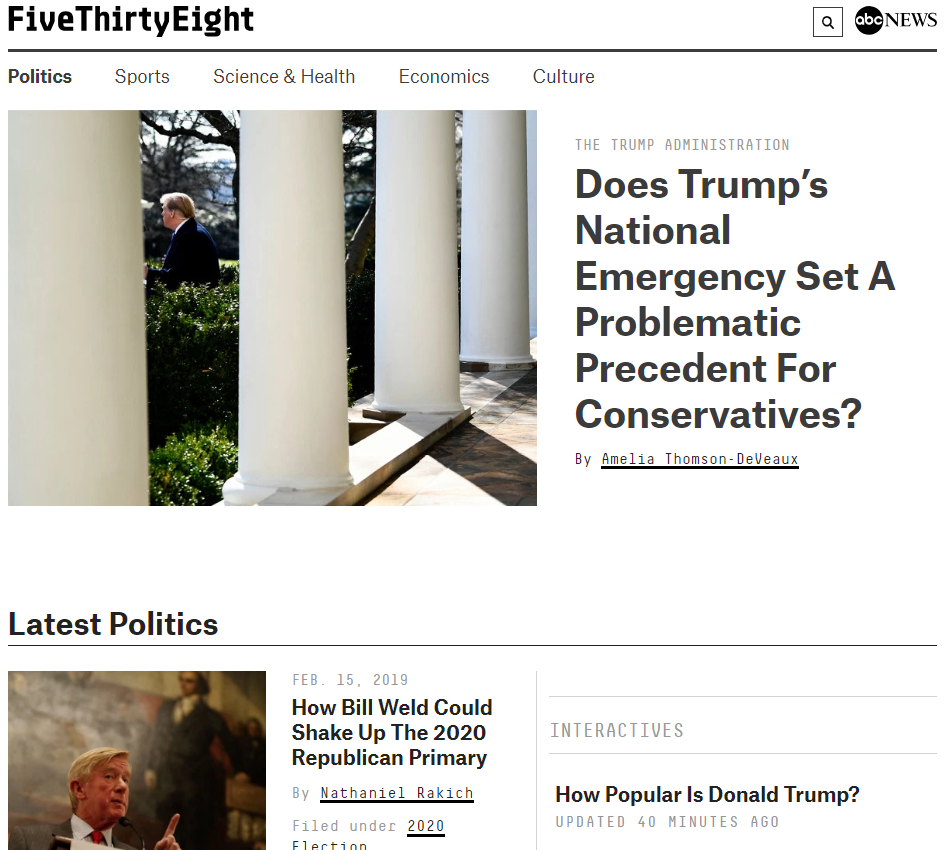 FiveThirtyEight
abc NEWS
Politics Sports Science & Health Economics Culture
THE TRUMP ADMINISTRATION
Does Trump’s
National
Emergency Set A
Problematic
Precedent For
Conservatives?
By Amelia Thomson-DeVeaux
Latest Politics
FEB. 15, 2019
How Bill Weld Could
Shake Up The 2020
Republican Primary
By Nathaniel Rakich
Filed under 2020
Election
INTERACTIVES
How Popular Is Donald Trump?
UPDATED 40 MINUTES AGO